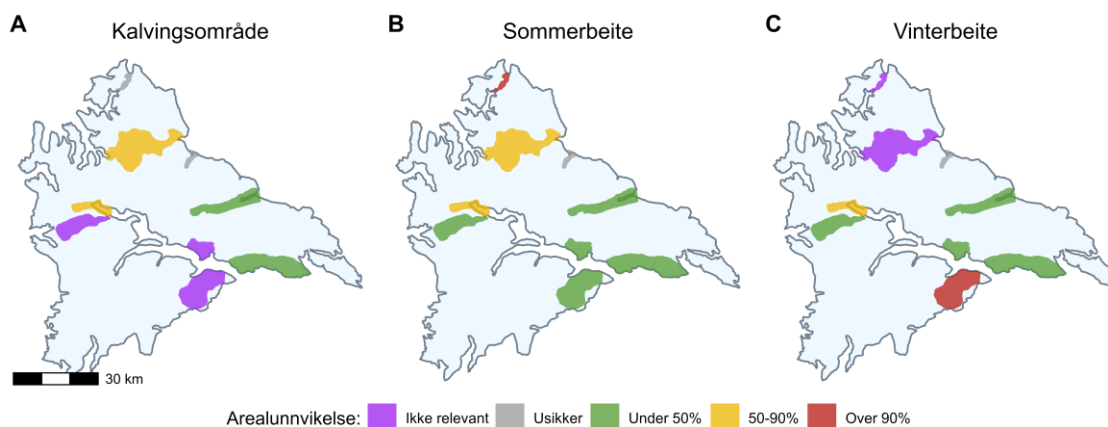 A Kalvingsområde
B Sommerbeite
C Vinterbeite
30 km
Arealunnvikelse: Ikke relevant Usikker Under 50% 50-90% Over 90%